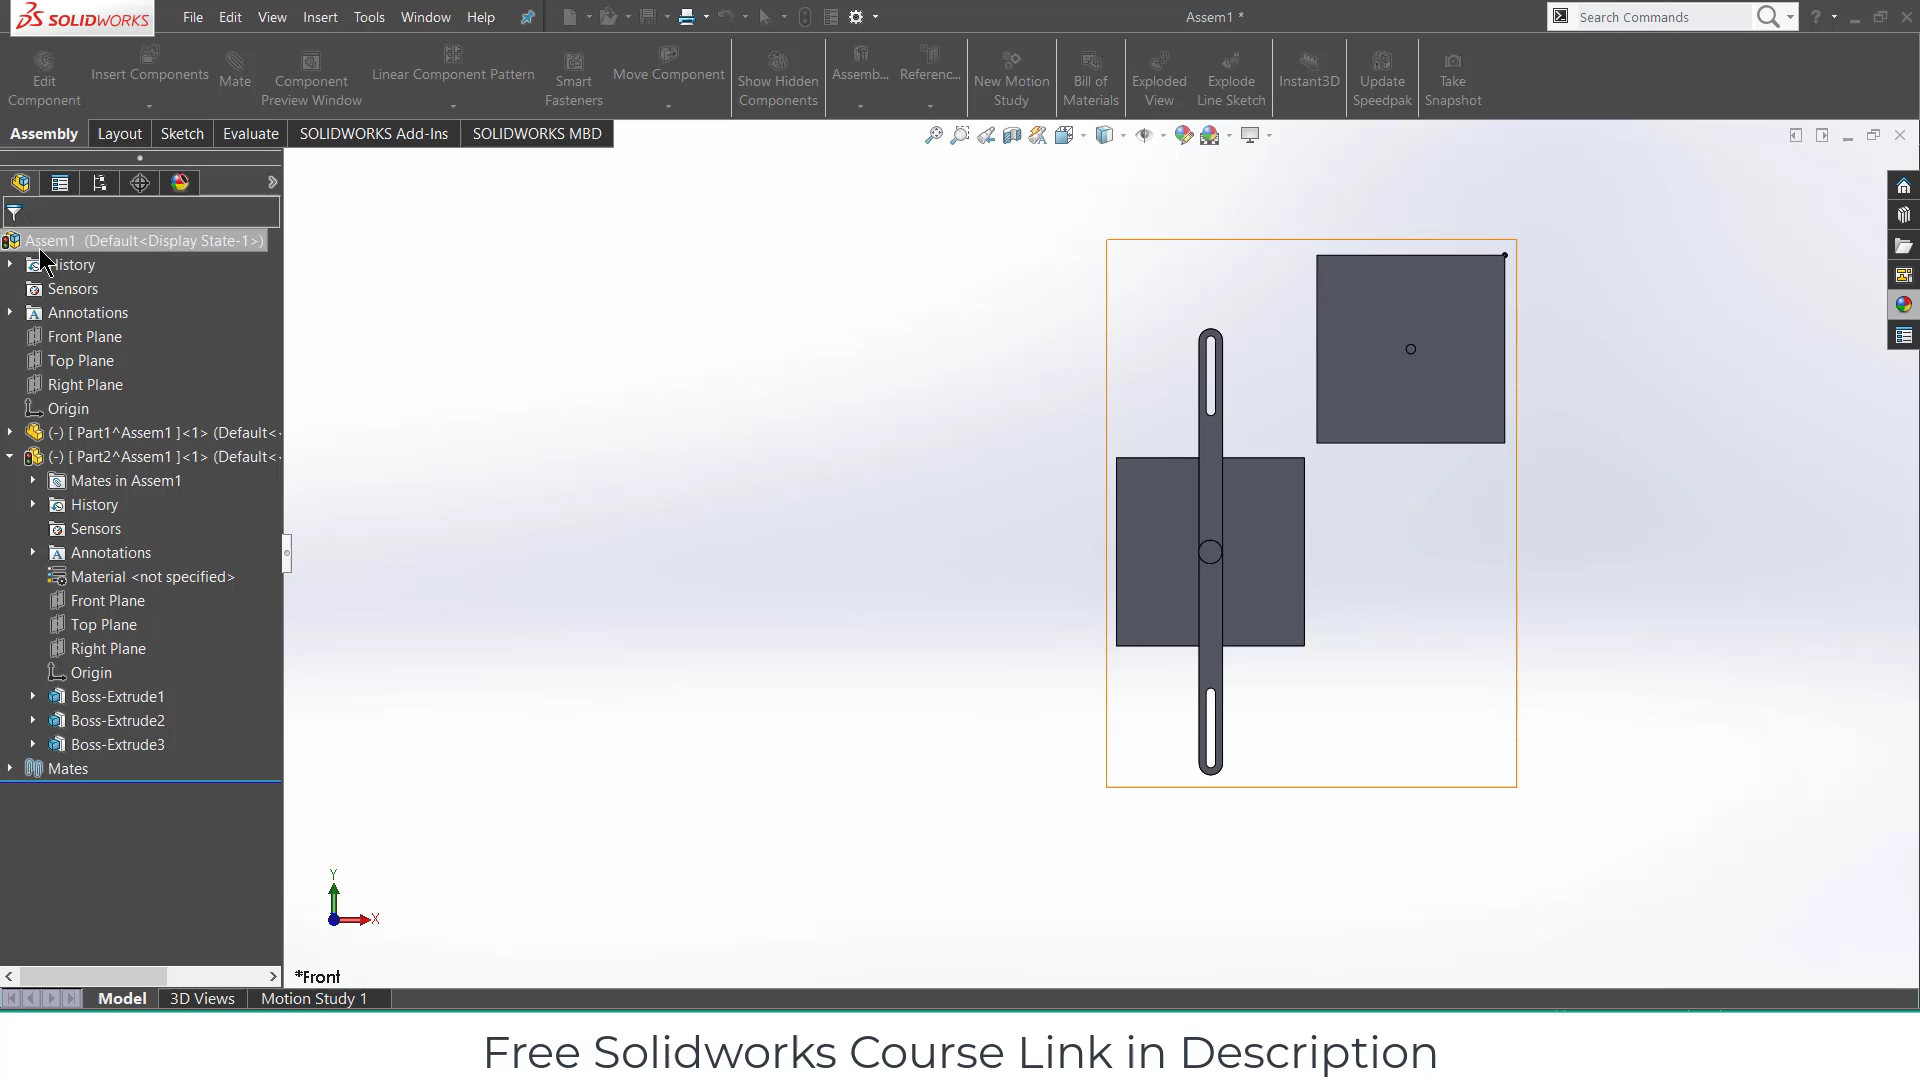 SOLIDWORKS File Edit View Insert Tools Window Help Assem1 * Search Commands ?
Edit Component Insert Components Mate Component Preview Window Linear Component Pattern Smart Fasteners Move Component Show Hidden Components Assemb... Referenc... New Motion Study Bill of Materials Exploded View Explode Line Sketch Instant3D Update Speedpak Take Snapshot
Assembly Layout Sketch Evaluate SOLIDWORKS Add-Ins SOLIDWORKS MBD
Assem1 (Default<Display State-1>)
History
Sensors
Annotations
Front Plane
Top Plane
Right Plane
Origin
(-) [ Part1^Assem1 ]<1> (Default<
(-) [ Part2^Assem1 ]<1> (Default<
Mates in Assem1
History
Sensors
Annotations
Material <not specified>
Front Plane
Top Plane
Right Plane
Origin
Boss-Extrude1
Boss-Extrude2
Boss-Extrude3
Mates
Y
X
*Front
Model 3D Views Motion Study 1
Free Solidworks Course Link in Description